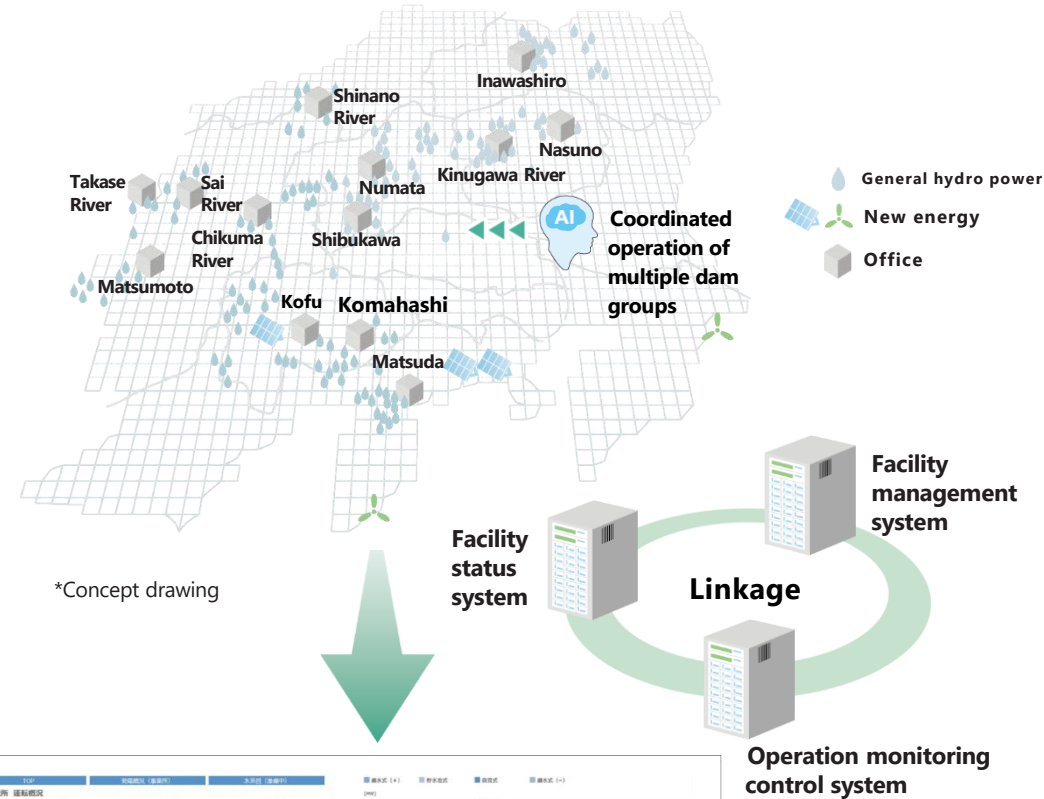 Inawashiro
Shinano
River
Nasuno
Kinugawa River
Numata
Takase
River
Sai
River
Chikuma
River
Shibukawa
AI
Coordinated
operation of
multiple dam
groups
General hydro power
New energy
Office
Matsumoto
Kofu
Komahashi
Matsuda
*Concept drawing
Facility
management
system
Facility
status
system
Linkage
Operation monitoring
control system
TOP